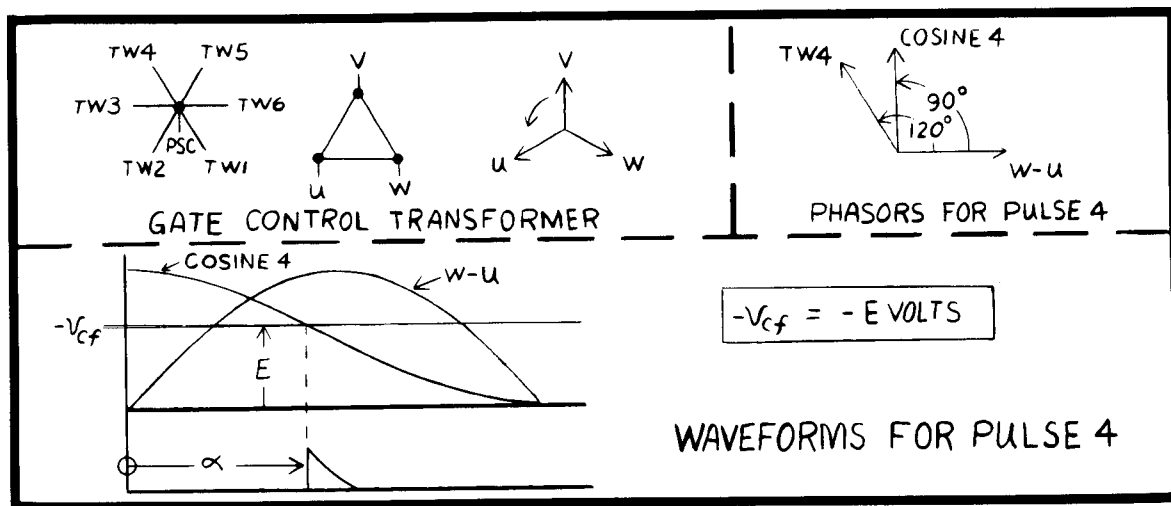 TW4 TW5
TW3 TW6
PSC
TW2 TW1
V
U W
V
U W
GATE CONTROL TRANSFORMER
COSINE 4
TW4
90°
120°
W-U
PHASORS FOR PULSE 4
COSINE 4
W-U
-Vcf
E
α
-Vcf = - E VOLTS
WAVEFORMS FOR PULSE 4